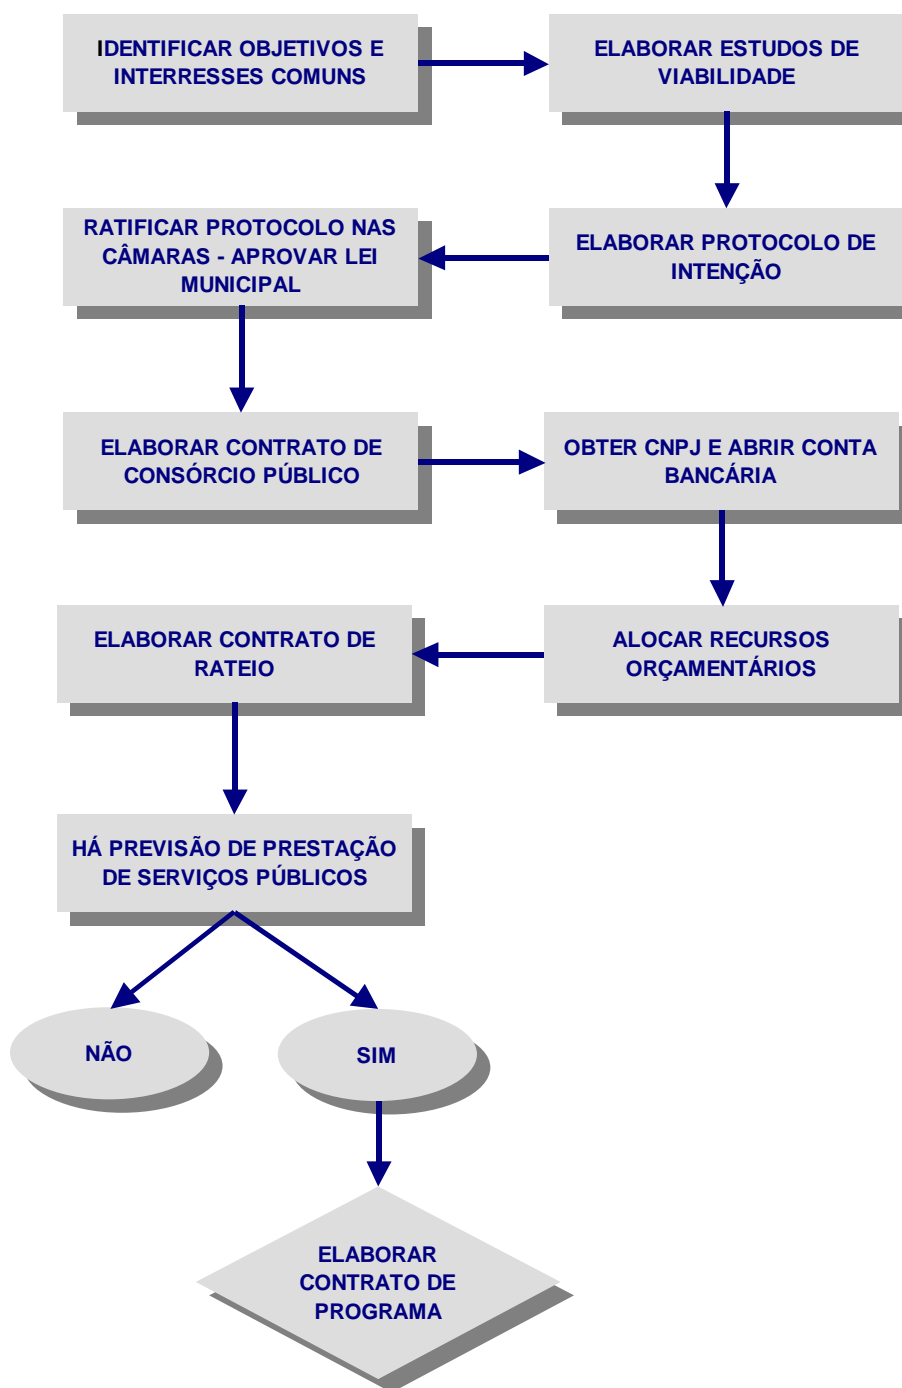 IDENTIFICAR OBJETIVOS E
INTERRESSES COMUNS
ELABORAR ESTUDOS DE
VIABILIDADE
ELABORAR PROTOCOLO DE
INTENÇÃO
RATIFICAR PROTOCOLO NAS
CÂMARAS - APROVAR LEI
MUNICIPAL
ELABORAR CONTRATO DE
CONSÓRCIO PÚBLICO
OBTER CNPJ E ABRIR CONTA
BANCÁRIA
ALOCAR RECURSOS
ORÇAMENTÁRIOS
ELABORAR CONTRATO DE
RATEIO
HÁ PREVISÃO DE PRESTAÇÃO
DE SERVIÇOS PÚBLICOS
NÃO
SIM
ELABORAR
CONTRATO DE
PROGRAMA